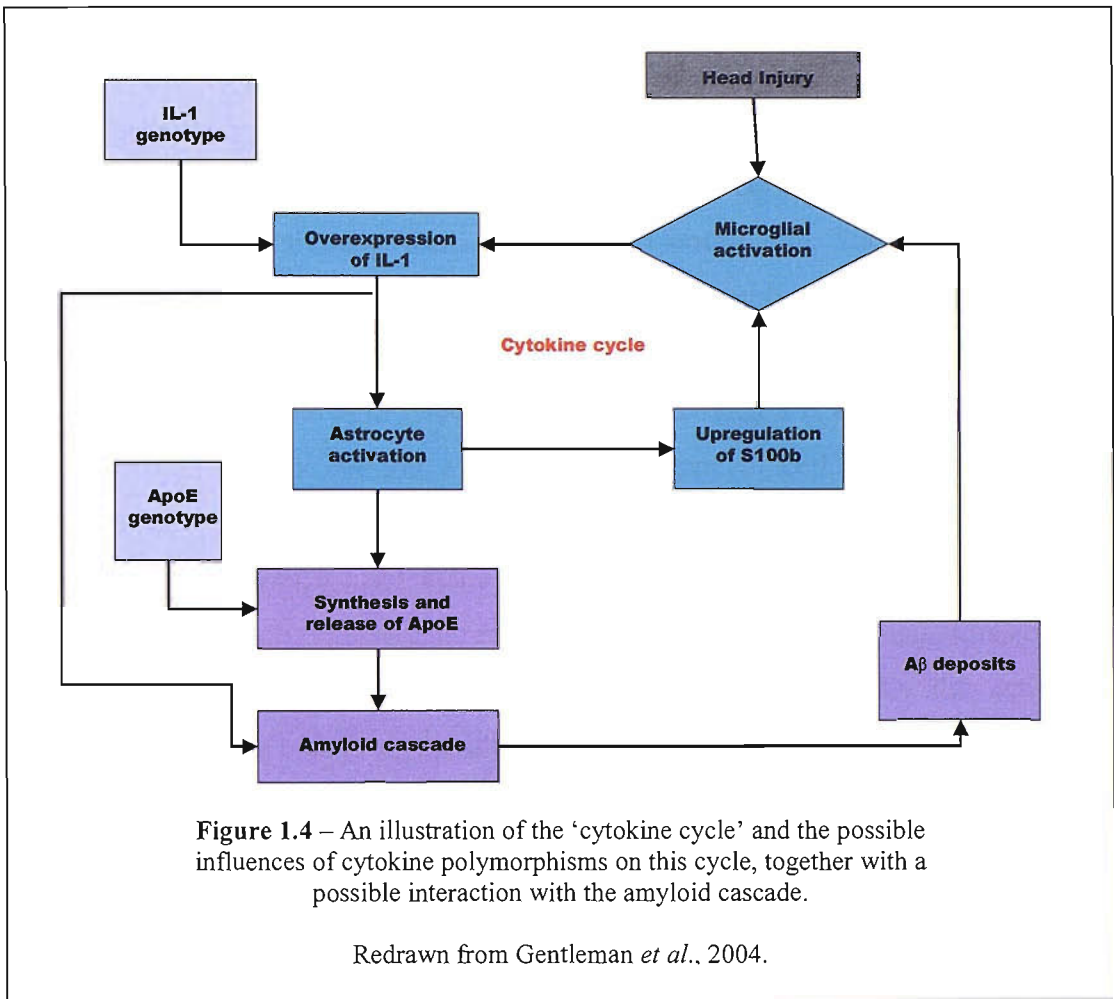 Head Injury
IL-1
genotype
Overexpression
of IL-1
Microglial
activation
Cytokine cycle
Astrocyte
activation
Upregulation
of S100b
ApoE
genotype
Synthesis and
release of ApoE
Aβ deposits
Amyloid cascade
Figure 1.4 – An illustration of the ‘cytokine cycle’ and the possible
influences of cytokine polymorphisms on this cycle, together with a
possible interaction with the amyloid cascade.
Redrawn from Gentleman et al., 2004.